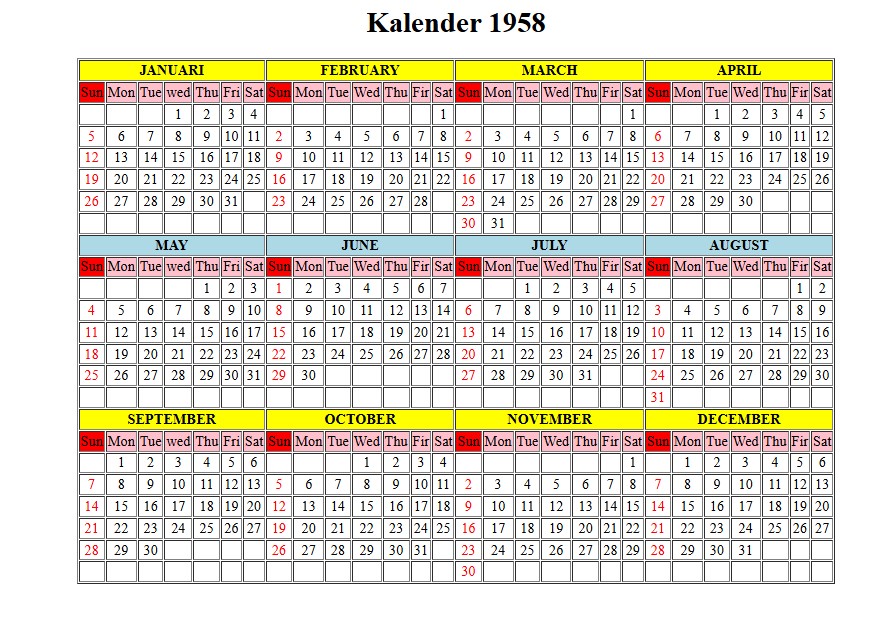 Kalender 1958
JANUARI FEBRUARY MARCH APRIL
Sun Mon Tue wed Thu Fri Sat Sun Mon Tue Wed Thu Fir Sat Sun Mon Tue Wed Thu Fir Sat Sun Mon Tue Wed Thu Fir Sat
1 2 3 4 1 1 1 2 3 4 5
5 6 7 8 9 10 11 2 3 4 5 6 7 8 2 3 4 5 6 7 8 6 7 8 9 10 11 12
12 13 14 15 16 17 18 9 10 11 12 13 14 15 9 10 11 12 13 14 15 13 14 15 16 17 18 19
19 20 21 22 23 24 25 16 17 18 19 20 21 22 16 17 18 19 20 21 22 20 21 22 23 24 25 26
26 27 28 29 30 31 23 24 25 26 27 28 23 24 25 26 27 28 29 27 28 29 30
30 31
MAY JUNE JULY AUGUST
Sun Mon Tue wed Thu Fri Sat Sun Mon Tue Wed Thu Fir Sat Sun Mon Tue Wed Thu Fir Sat Sun Mon Tue Wed Thu Fir Sat
1 2 3 1 2 3 4 5 6 7 1 2 3 4 5 1 2
4 5 6 7 8 9 10 8 9 10 11 12 13 14 6 7 8 9 10 11 12 3 4 5 6 7 8 9
11 12 13 14 15 16 17 15 16 17 18 19 20 21 13 14 15 16 17 18 19 10 11 12 13 14 15 16
18 19 20 21 22 23 24 22 23 24 25 26 27 28 20 21 22 23 24 25 26 17 18 19 20 21 22 23
25 26 27 28 29 30 31 29 30 27 28 29 30 31 24 25 26 27 28 29 30
31
SEPTEMBER OCTOBER NOVEMBER DECEMBER
Sun Mon Tue wed Thu Fri Sat Sun Mon Tue Wed Thu Fir Sat Sun Mon Tue Wed Thu Fir Sat Sun Mon Tue Wed Thu Fir Sat
1 2 3 4 5 6 1 2 3 4 1 1 2 3 4 5 6
7 8 9 10 11 12 13 5 6 7 8 9 10 11 2 3 4 5 6 7 8 7 8 9 10 11 12 13
14 15 16 17 18 19 20 12 13 14 15 16 17 18 9 10 11 12 13 14 15 14 15 16 17 18 19 20
21 22 23 24 25 26 27 19 20 21 22 23 24 25 16 17 18 19 20 21 22 21 22 23 24 25 26 27
28 29 30 26 27 28 29 30 31 23 24 25 26 27 28 29 28 29 30 31
30